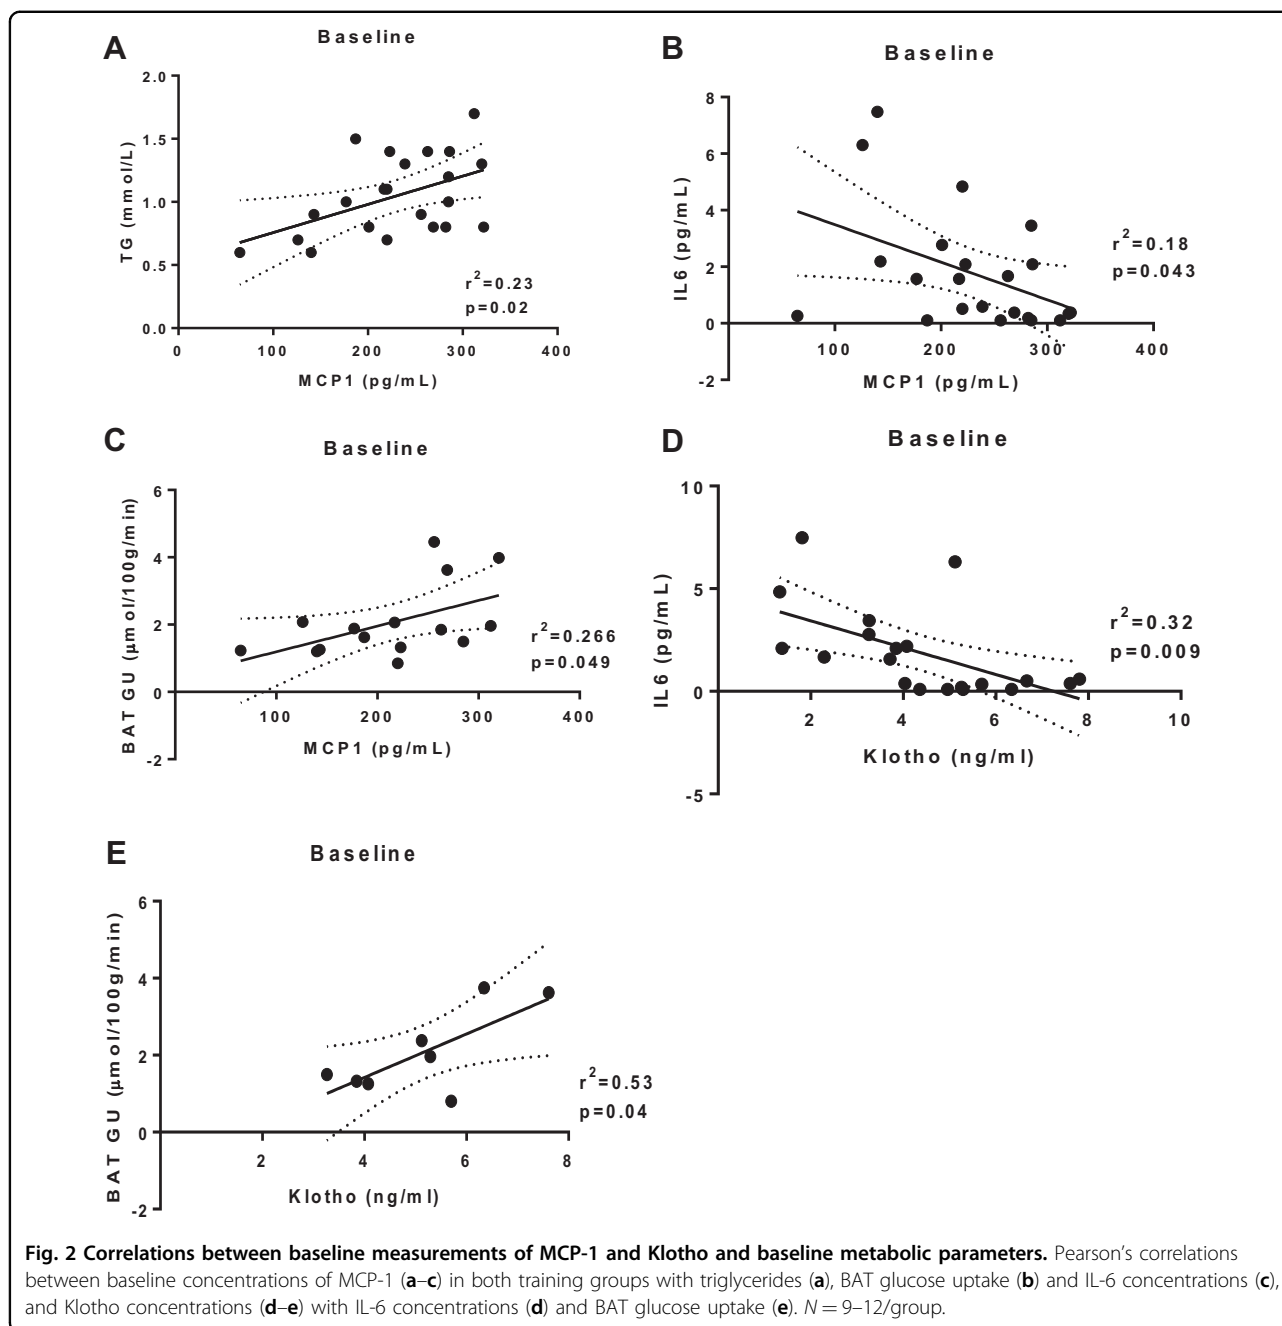 A
Baseline
TG (mmol/L)
2.0
1.5
1.0
0.5
0.0
0 100 200 300 400
MCP1 (pg/mL)
r²=0.23
p=0.02
B
Baseline
IL6 (pg/mL)
8
6
4
2
0
-2
100 200 300 400
MCP1 (pg/mL)
r²=0.18
p=0.043
C
Baseline
BAT GU (μmol/100g/min)
6
4
2
0
-2
100 200 300 400
MCP1 (pg/mL)
r²=0.266
p=0.049
D
Baseline
IL6 (pg/mL)
10
5
0
-5
2 4 6 8 10
Klotho (ng/ml)
r²=0.32
p=0.009
E
Baseline
BAT GU (μmol/100g/min)
6
4
2
0
-2
2 4 6 8
Klotho (ng/ml)
r²=0.53
p=0.04
Fig. 2 Correlations between baseline measurements of MCP-1 and Klotho and baseline metabolic parameters. Pearson's correlations
between baseline concentrations of MCP-1 (a–c) in both training groups with triglycerides (a), BAT glucose uptake (b) and IL-6 concentrations (c),
and Klotho concentrations (d–e) with IL-6 concentrations (d) and BAT glucose uptake (e). N = 9–12/group.